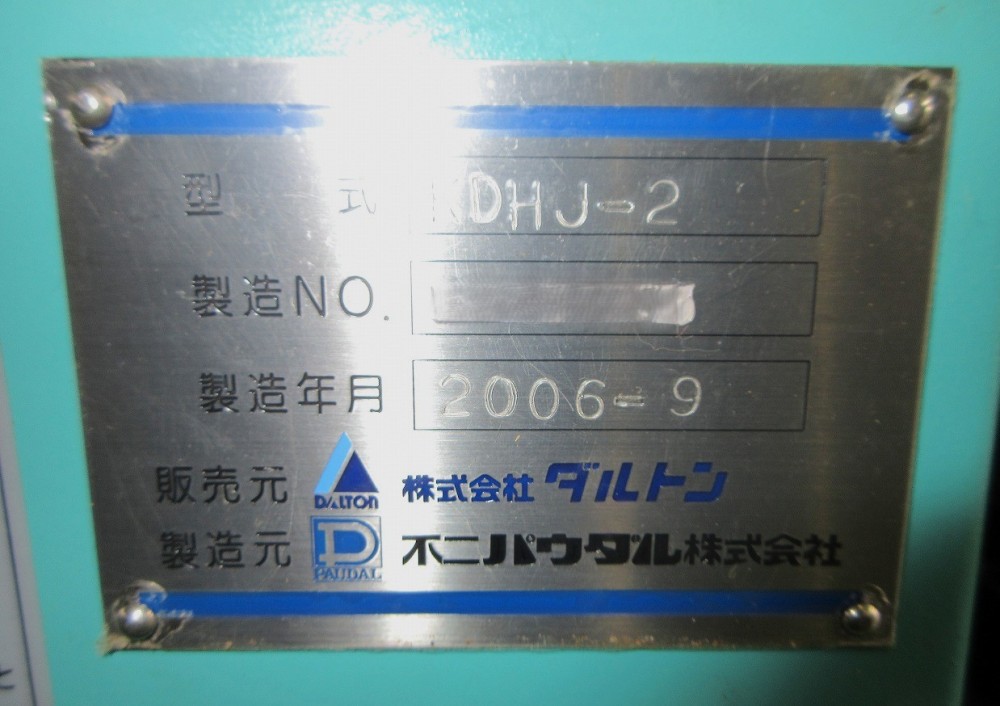 型式 KDHJ-2
製造NO.
製造年月 2006-9
販売元 DALTON 株式会社 ダルトン
製造元 PAUDAL 不二パウダル株式会社